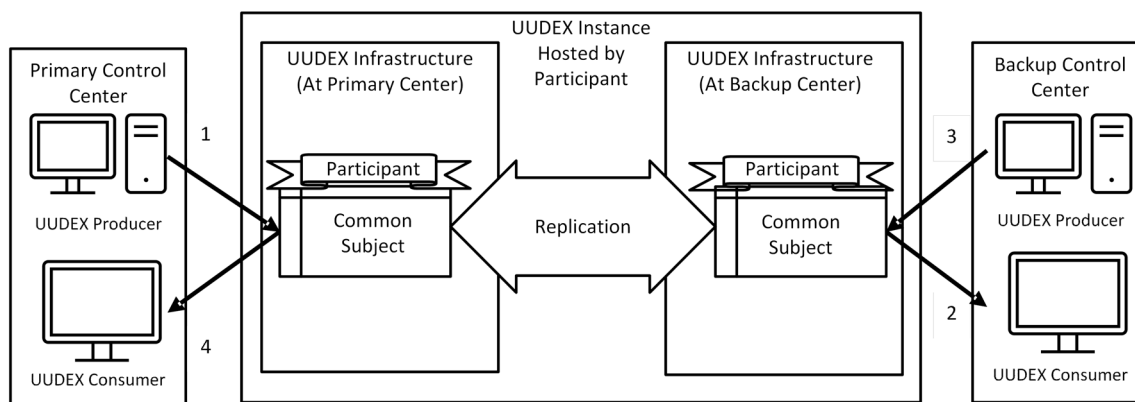 UUDEX Instance
Hosted by
Participant
Primary Control
Center
UUDEX Producer
UUDEX Consumer
1
4
UUDEX Infrastructure
(At Primary Center)
Participant
Common
Subject
Replication
UUDEX Infrastructure
(At Backup Center)
Participant
Common
Subject
3
2
Backup Control
Center
UUDEX Producer
UUDEX Consumer